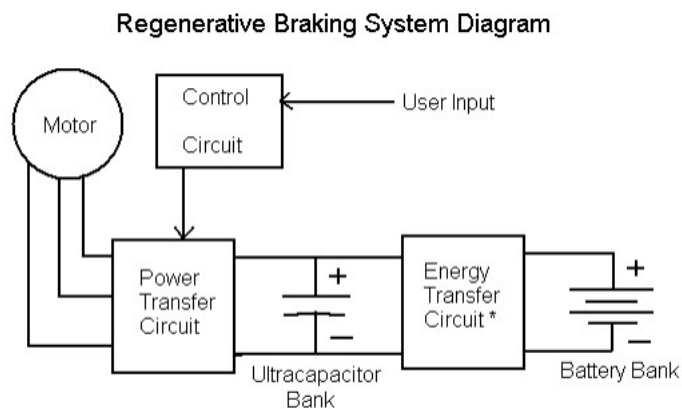 Regenerative Braking System Diagram
Motor
Control
Circuit
User Input
Power
Transfer
Circuit
+
−
Ultracapacitor
Bank
Energy
Transfer
Circuit *
+
−
Battery Bank